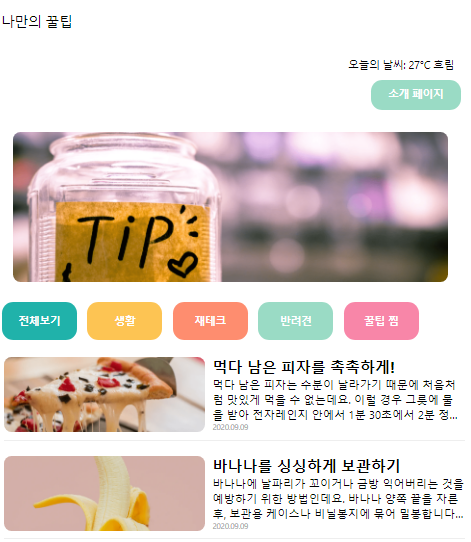 나만의 꿀팁
오늘의 날씨: 27°C 흐림
소개 페이지
TIP
전체보기
생활
재테크
반려견
꿀팁 찜
먹다 남은 피자를 촉촉하게!
먹다 남은 피자는 수분이 날라가기 때문에 처음처
럼 맛있게 먹을 수 없는데요. 이럴 경우 그릇에 물
을 받아 전자레인지 안에서 1분 30초에서 2분 정...
2020.09.09
바나나를 싱싱하게 보관하기
바나나에 날파리가 꼬이거나 금방 익어버리는 것을
예방하기 위한 방법인데요. 바나나 양쪽 끝을 자른
후, 보관용 케이스나 비닐봉지에 묶어 밀봉합니다...
2020.09.09